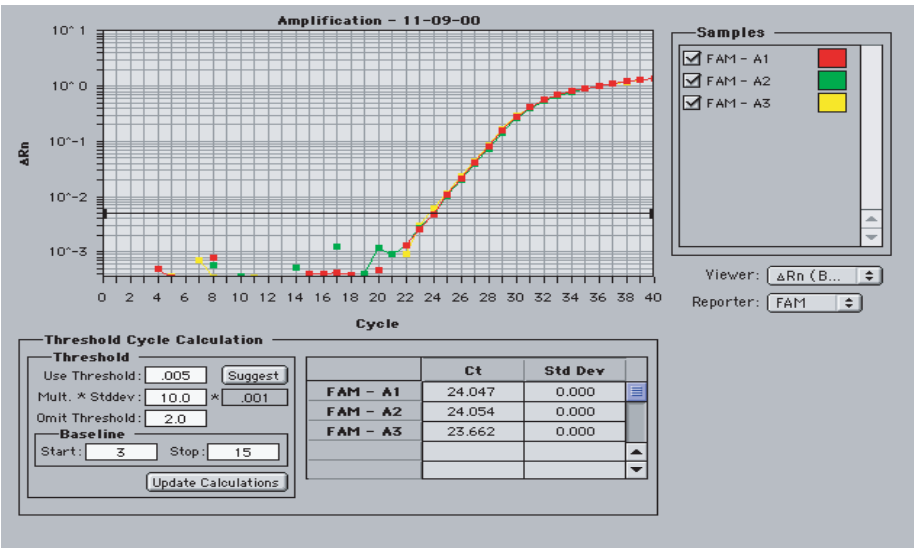 Amplification - 11-09-00
10^ 1
10^ 0
10^-1
10^-2
10^-3
ΔRn
0 2 4 6 8 10 12 14 16 18 20 22 24 26 28 30 32 34 36 38 40
Cycle
Samples
FAM - A1
FAM - A2
FAM - A3
Viewer: ΔRn (B...
Reporter: FAM
Threshold Cycle Calculation
Threshold
Use Threshold: .005 Suggest
Mult. * Stddev: 10.0 * .001
Omit Threshold: 2.0
Baseline
Start: 3 Stop: 15
Update Calculations
Ct Std Dev
FAM - A1 24.047 0.000
FAM - A2 24.054 0.000
FAM - A3 23.662 0.000